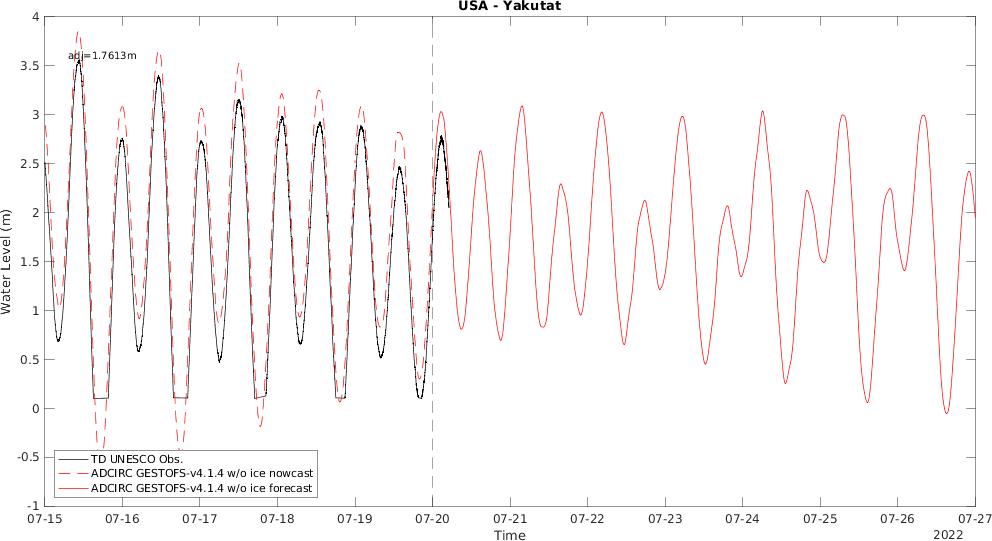 USA - Yakutat
adj=1.7613m
Water Level (m)
4
3.5
3
2.5
2
1.5
1
0.5
0
-0.5
-1
TD UNESCO Obs.
ADCIRC GESTOFS-v4.1.4 w/o ice nowcast
ADCIRC GESTOFS-v4.1.4 w/o ice forecast
07-15 07-16 07-17 07-18 07-19 07-20 07-21 07-22 07-23 07-24 07-25 07-26 07-27
Time
2022